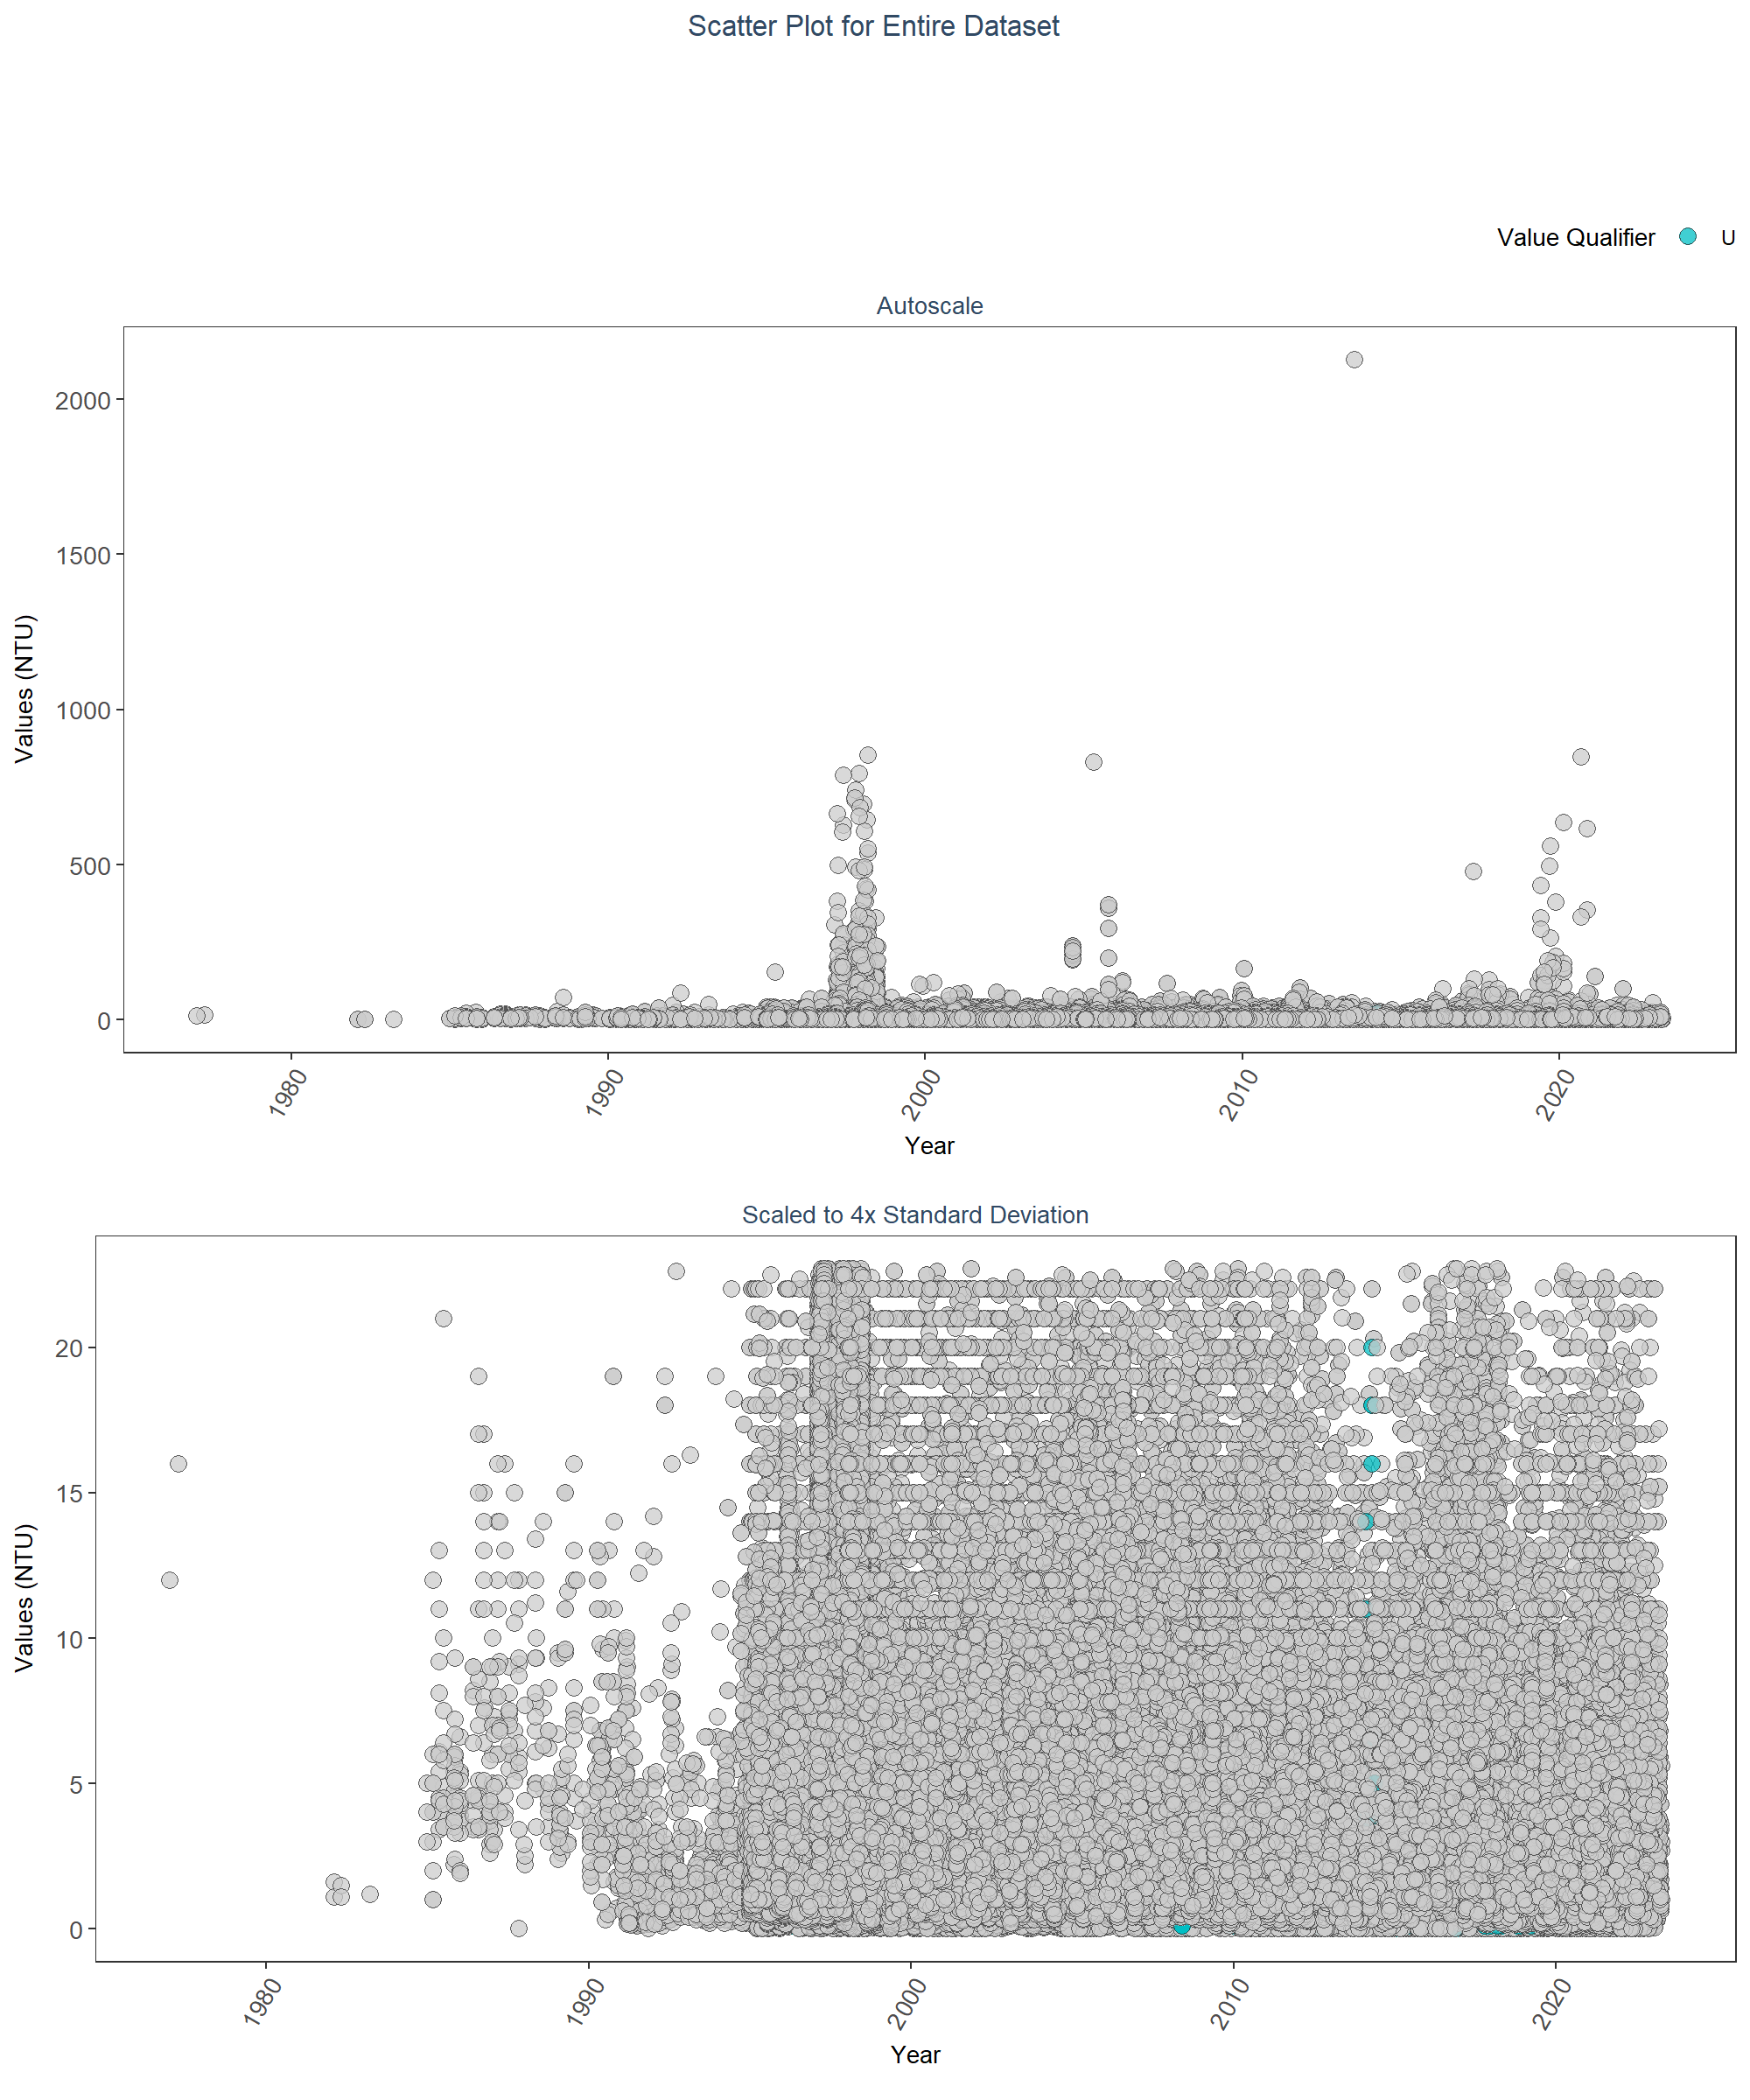 Scatter Plot for Entire Dataset
Value Qualifier U
Autoscale
Values (NTU)
2000
1500
1000
500
0
1980 1990 2000 2010 2020
Year
Scaled to 4x Standard Deviation
Values (NTU)
20
15
10
5
0
1980 1990 2000 2010 2020
Year